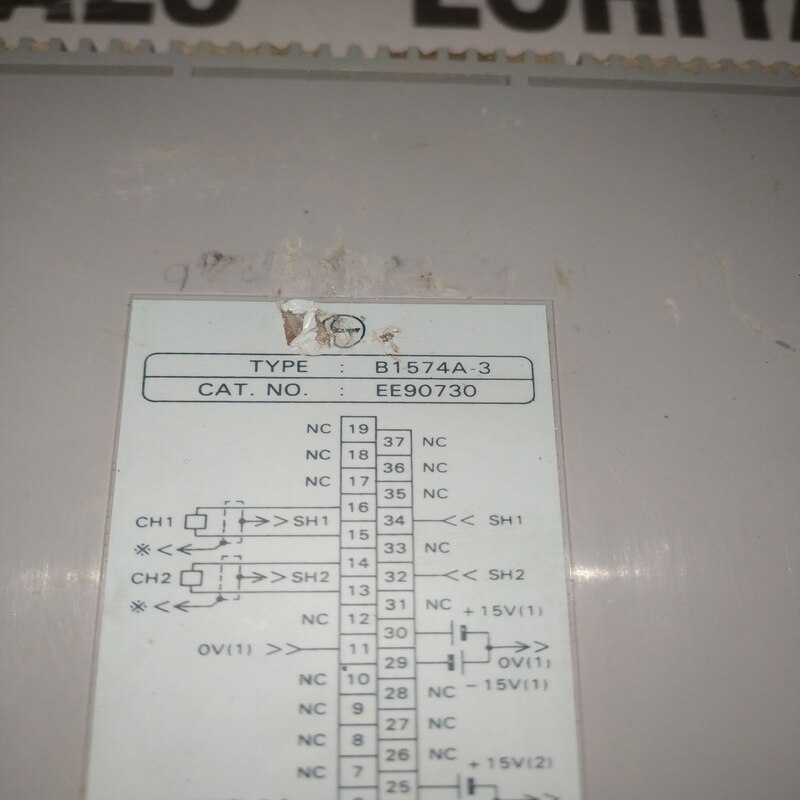 TYPE : B1574A-3
CAT. NO. : EE90730
NC 19
37 NC
NC 18
36 NC
NC 17
35 NC
16
CH1 SH1 34 SH1
15
※ 33 NC
14
CH2 SH2 32 SH2
13
※ 31 NC
+15V(1)
NC 12
30
0V(1) 11 0V(1)
29
-15V(1)
NC 10
28 NC
NC 9
27 NC
NC 8
26 NC
+15V(2)
NC 7
25